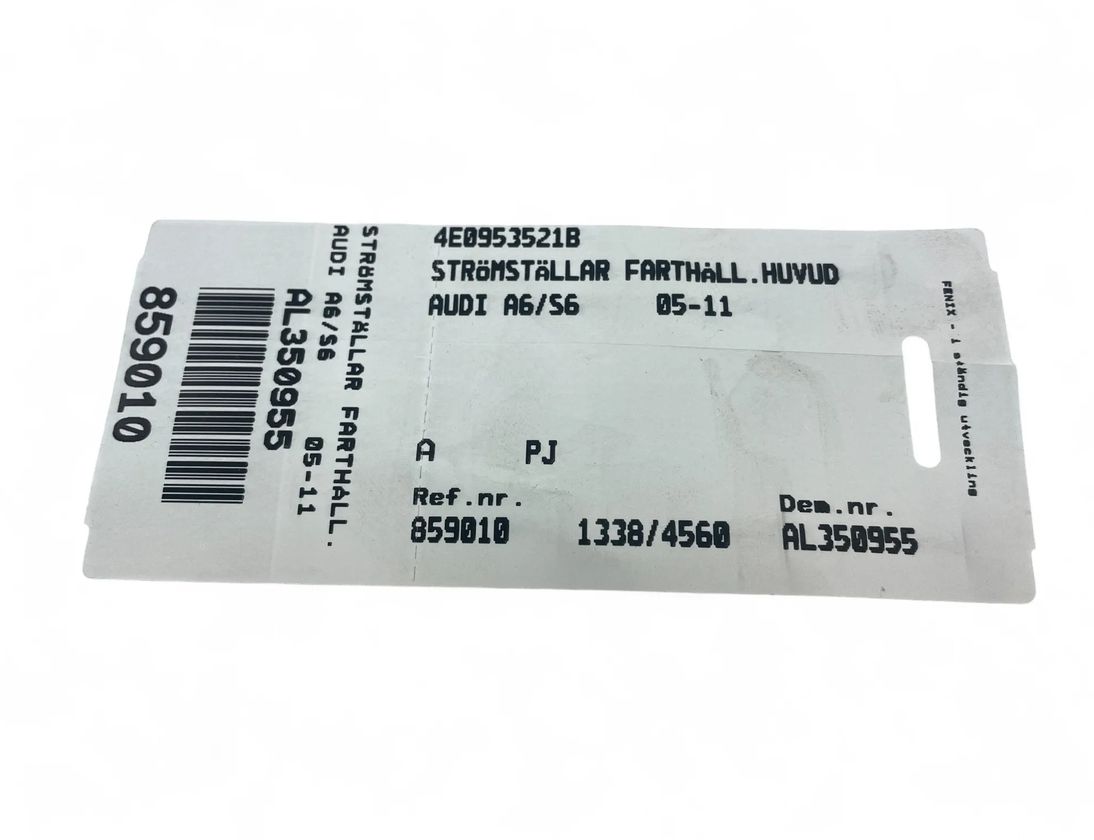 4E0953521B
STRÖMSTÄLLAR FARTHÅLL.HUVUD
AUDI A6/S6 05-11
A PJ
Ref.nr. Dem.nr.
859010 1338/4560 AL350955
STRÖMSTÄLLAR FARTHÅLL.
AUDI A6/S6 05-11
AL350955
859010
FENIX - i ständig utveckling